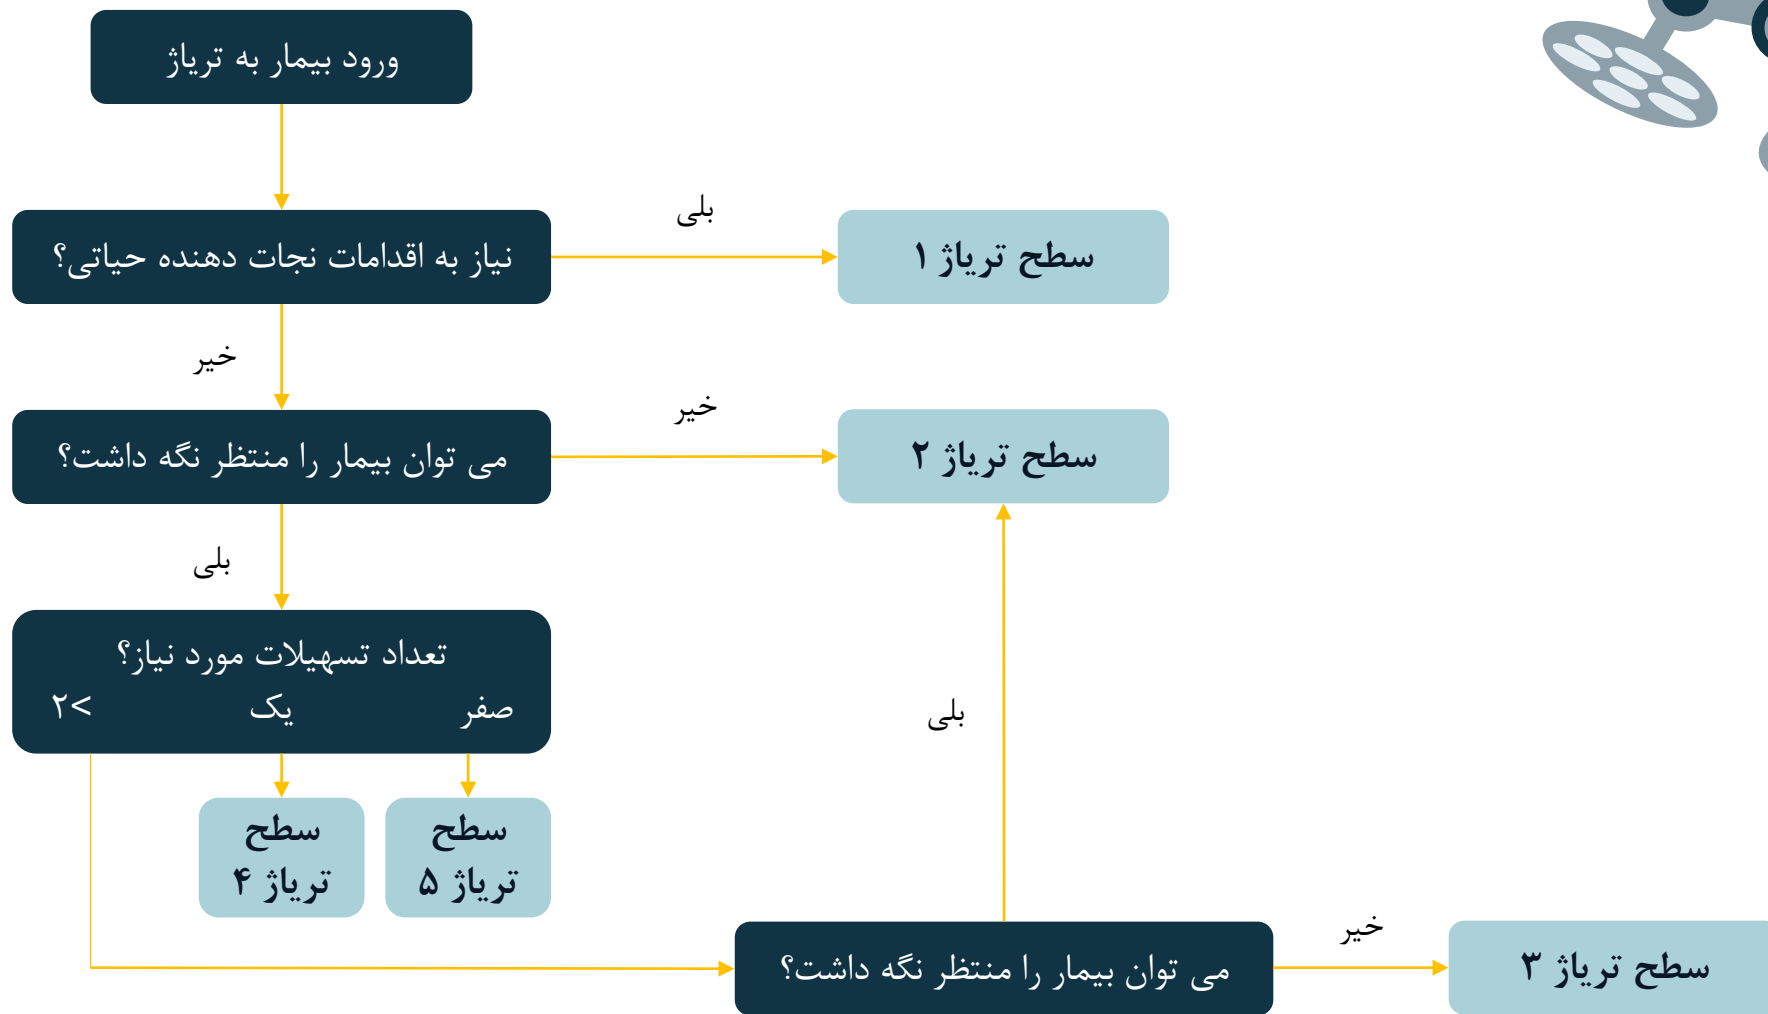 ورود بیمار به تریاژ
نیاز به اقدامات نجات دهنده حیاتی؟
بلی
سطح تریاژ ۱
خیر
می توان بیمار را منتظر نگه داشت؟
خیر
سطح تریاژ ۲
بلی
تعداد تسهیلات مورد نیاز؟
صفر یک >۲
سطح
تریاژ ۵
سطح
تریاژ ۴
می توان بیمار را منتظر نگه داشت؟
بلی
خیر
سطح تریاژ ۳